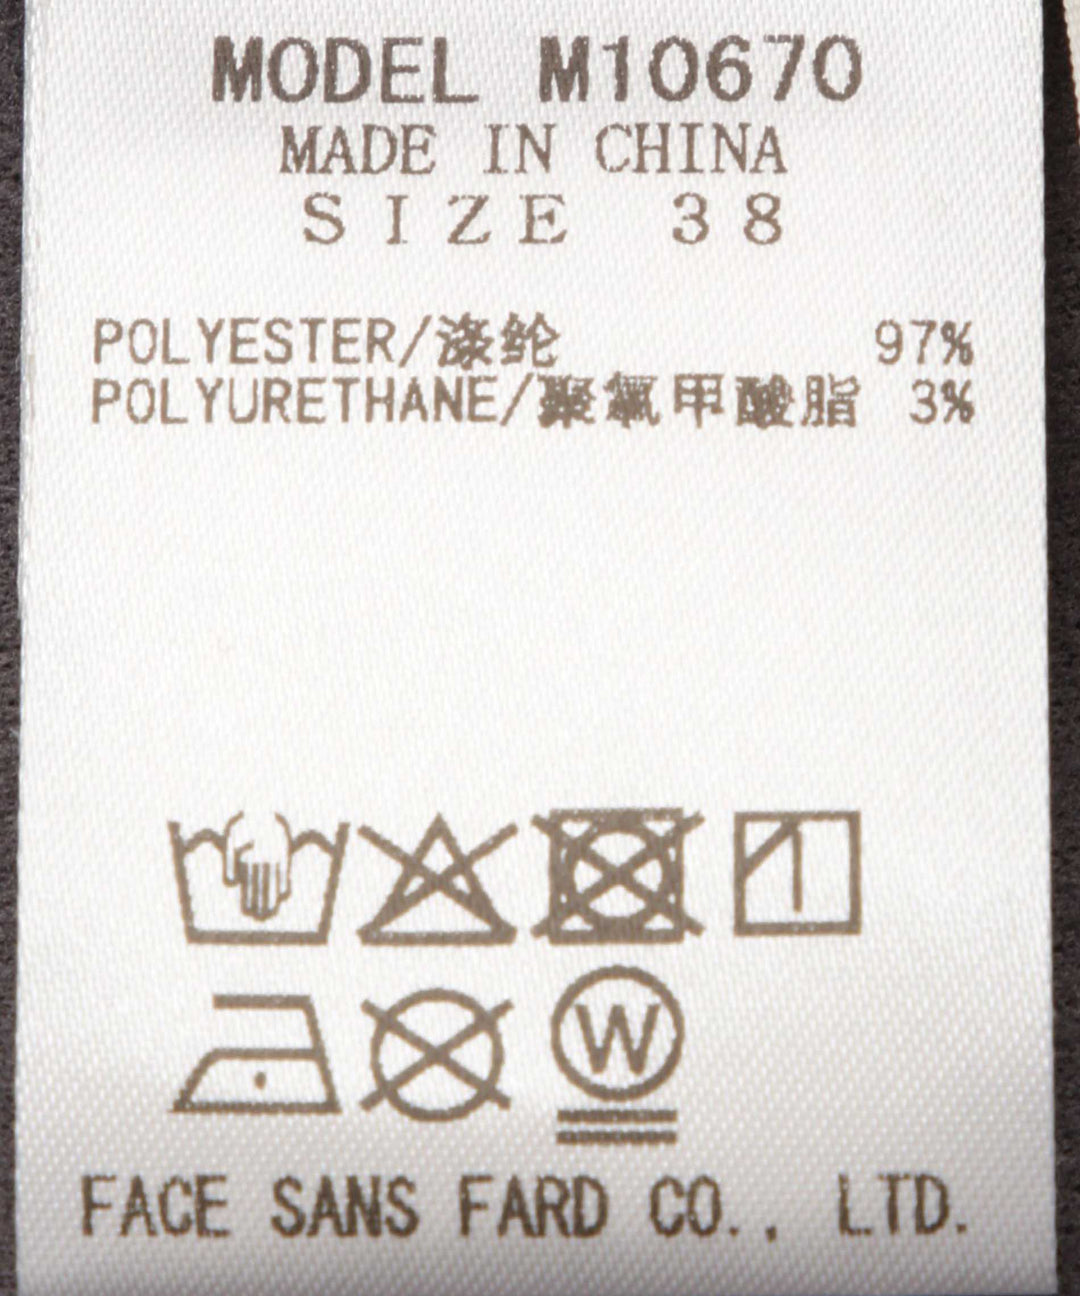 MODEL M10670
MADE IN CHINA
SIZE 38
POLYESTER/涤纶 97%
POLYURETHANE/聚氨甲酸脂 3%
W
FACE SANS FARD CO., LTD.